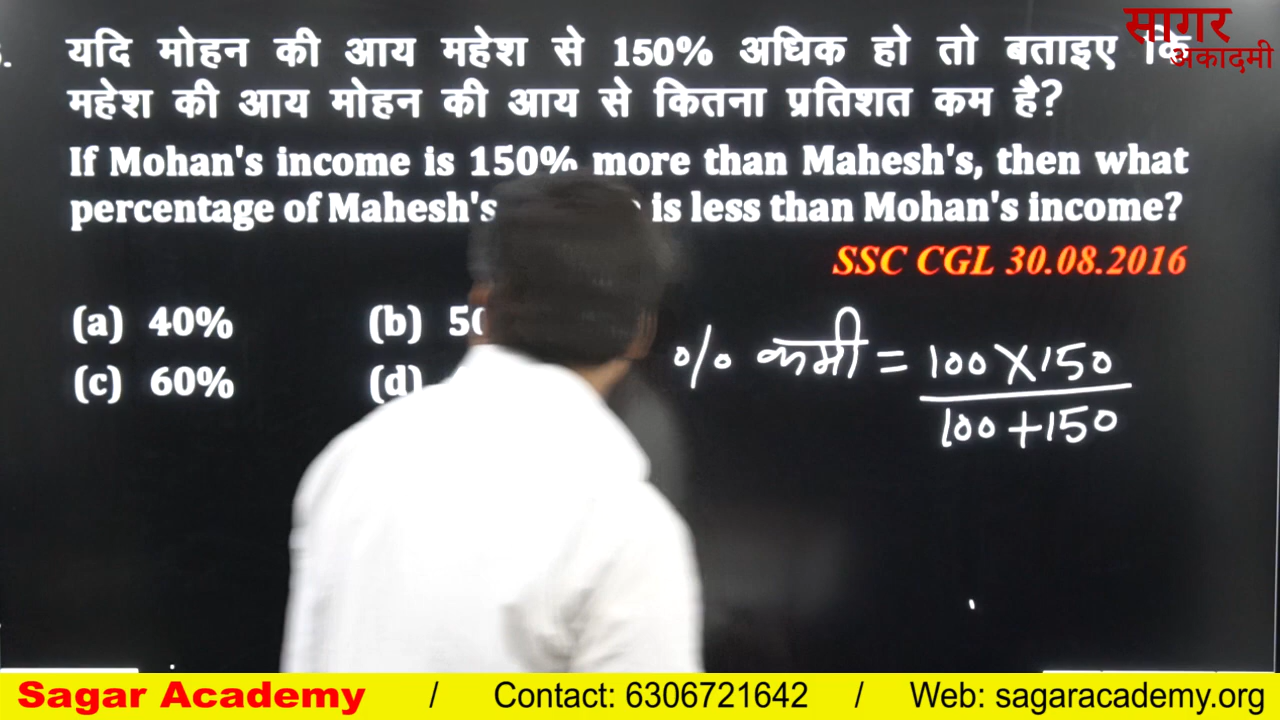 सागर
अकादमी
यदि मोहन की आय महेश से 150% अधिक हो तो बताइए कि
महेश की आय मोहन की आय से कितना प्रतिशत कम है?
If Mohan's income is 150% more than Mahesh's, then what
percentage of Mahesh's is less than Mohan's income?
SSC CGL 30.08.2016
(a) 40% (b)
(c) 60% (d)
% कमी = 100 X 150
100 + 150
Sagar Academy / Contact: 6306721642 / Web: sagaracademy.org